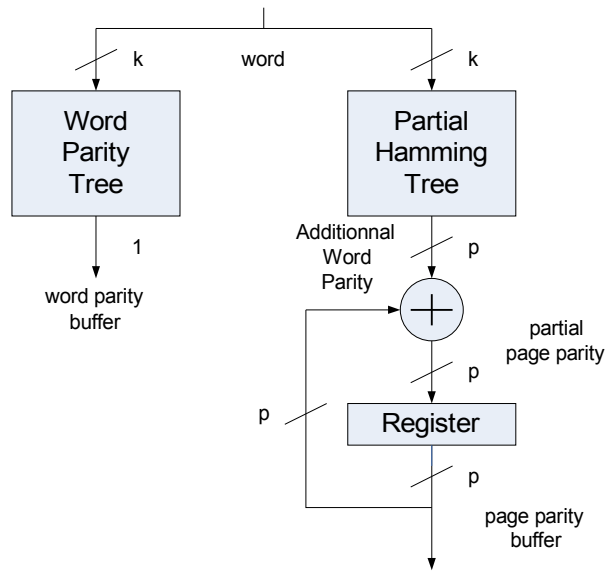 k
word
k
Word
Parity
Tree
Partial
Hamming
Tree
1
word parity
buffer
Additionnal
Word
Parity
p
partial
page parity
p
p
Register
p
page parity
buffer